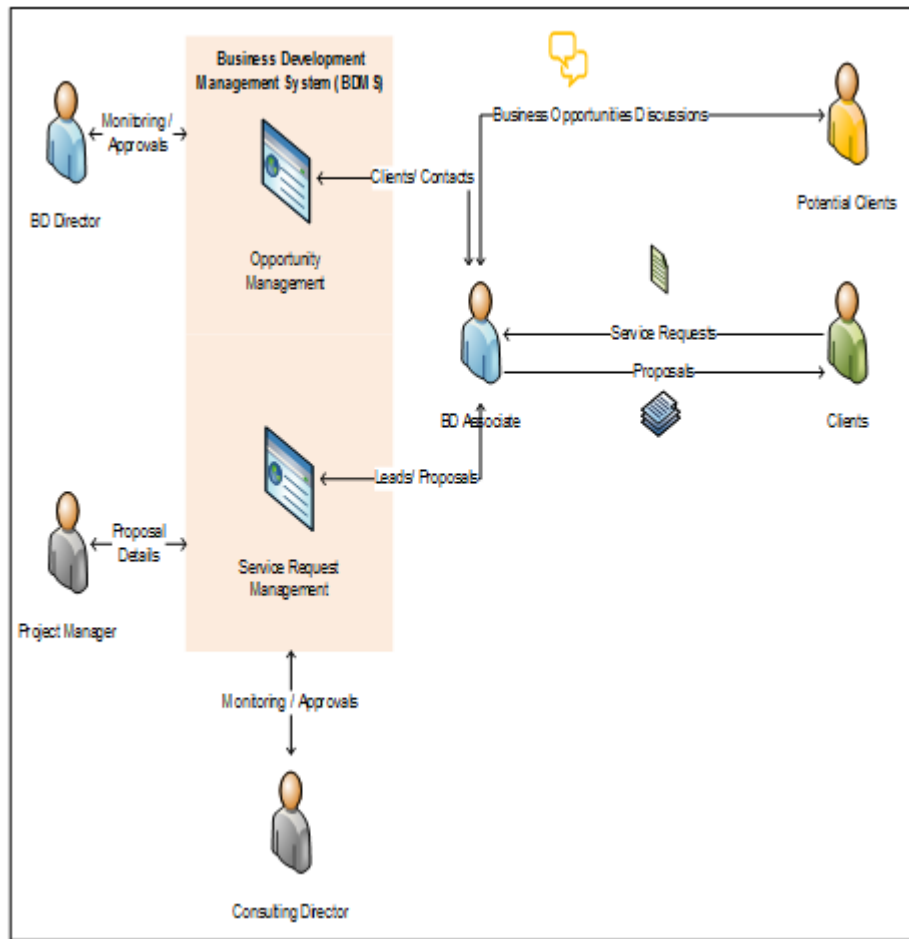 Business Development
Management System (BDMS)
Monitoring /
Approvals
BD Director
Opportunity
Management
Clients/ Contacts
Business Opportunities Discussions
Potential Clients
Service Requests
Proposals
BD Associate
Clients
Leads/ Proposals
Service Request
Management
Proposal
Details
Project Manager
Monitoring / Approvals
Consulting Director